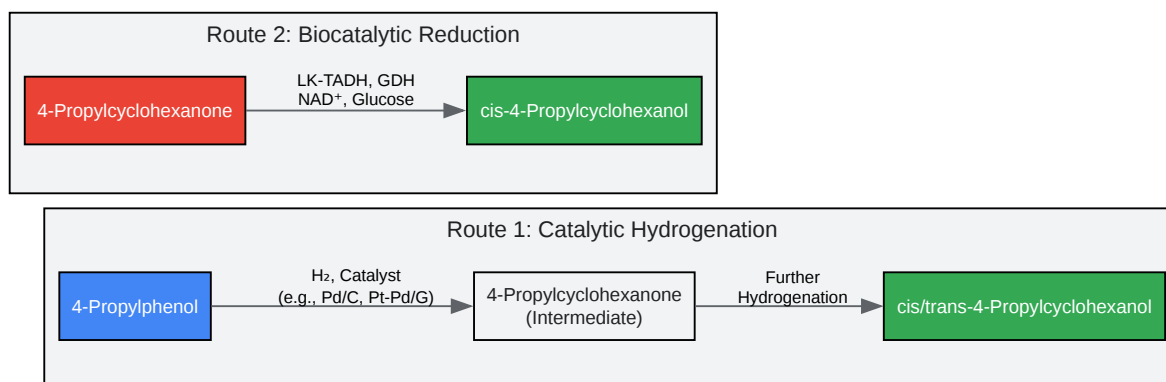 Route 2: Biocatalytic Reduction
4-Propylcyclohexanone
LK-TADH, GDH
NAD⁺, Glucose
cis-4-Propylcyclohexanol
Route 1: Catalytic Hydrogenation
4-Propylphenol
H₂, Catalyst
(e.g., Pd/C, Pt-Pd/G)
4-Propylcyclohexanone
(Intermediate)
Further
Hydrogenation
cis/trans-4-Propylcyclohexanol